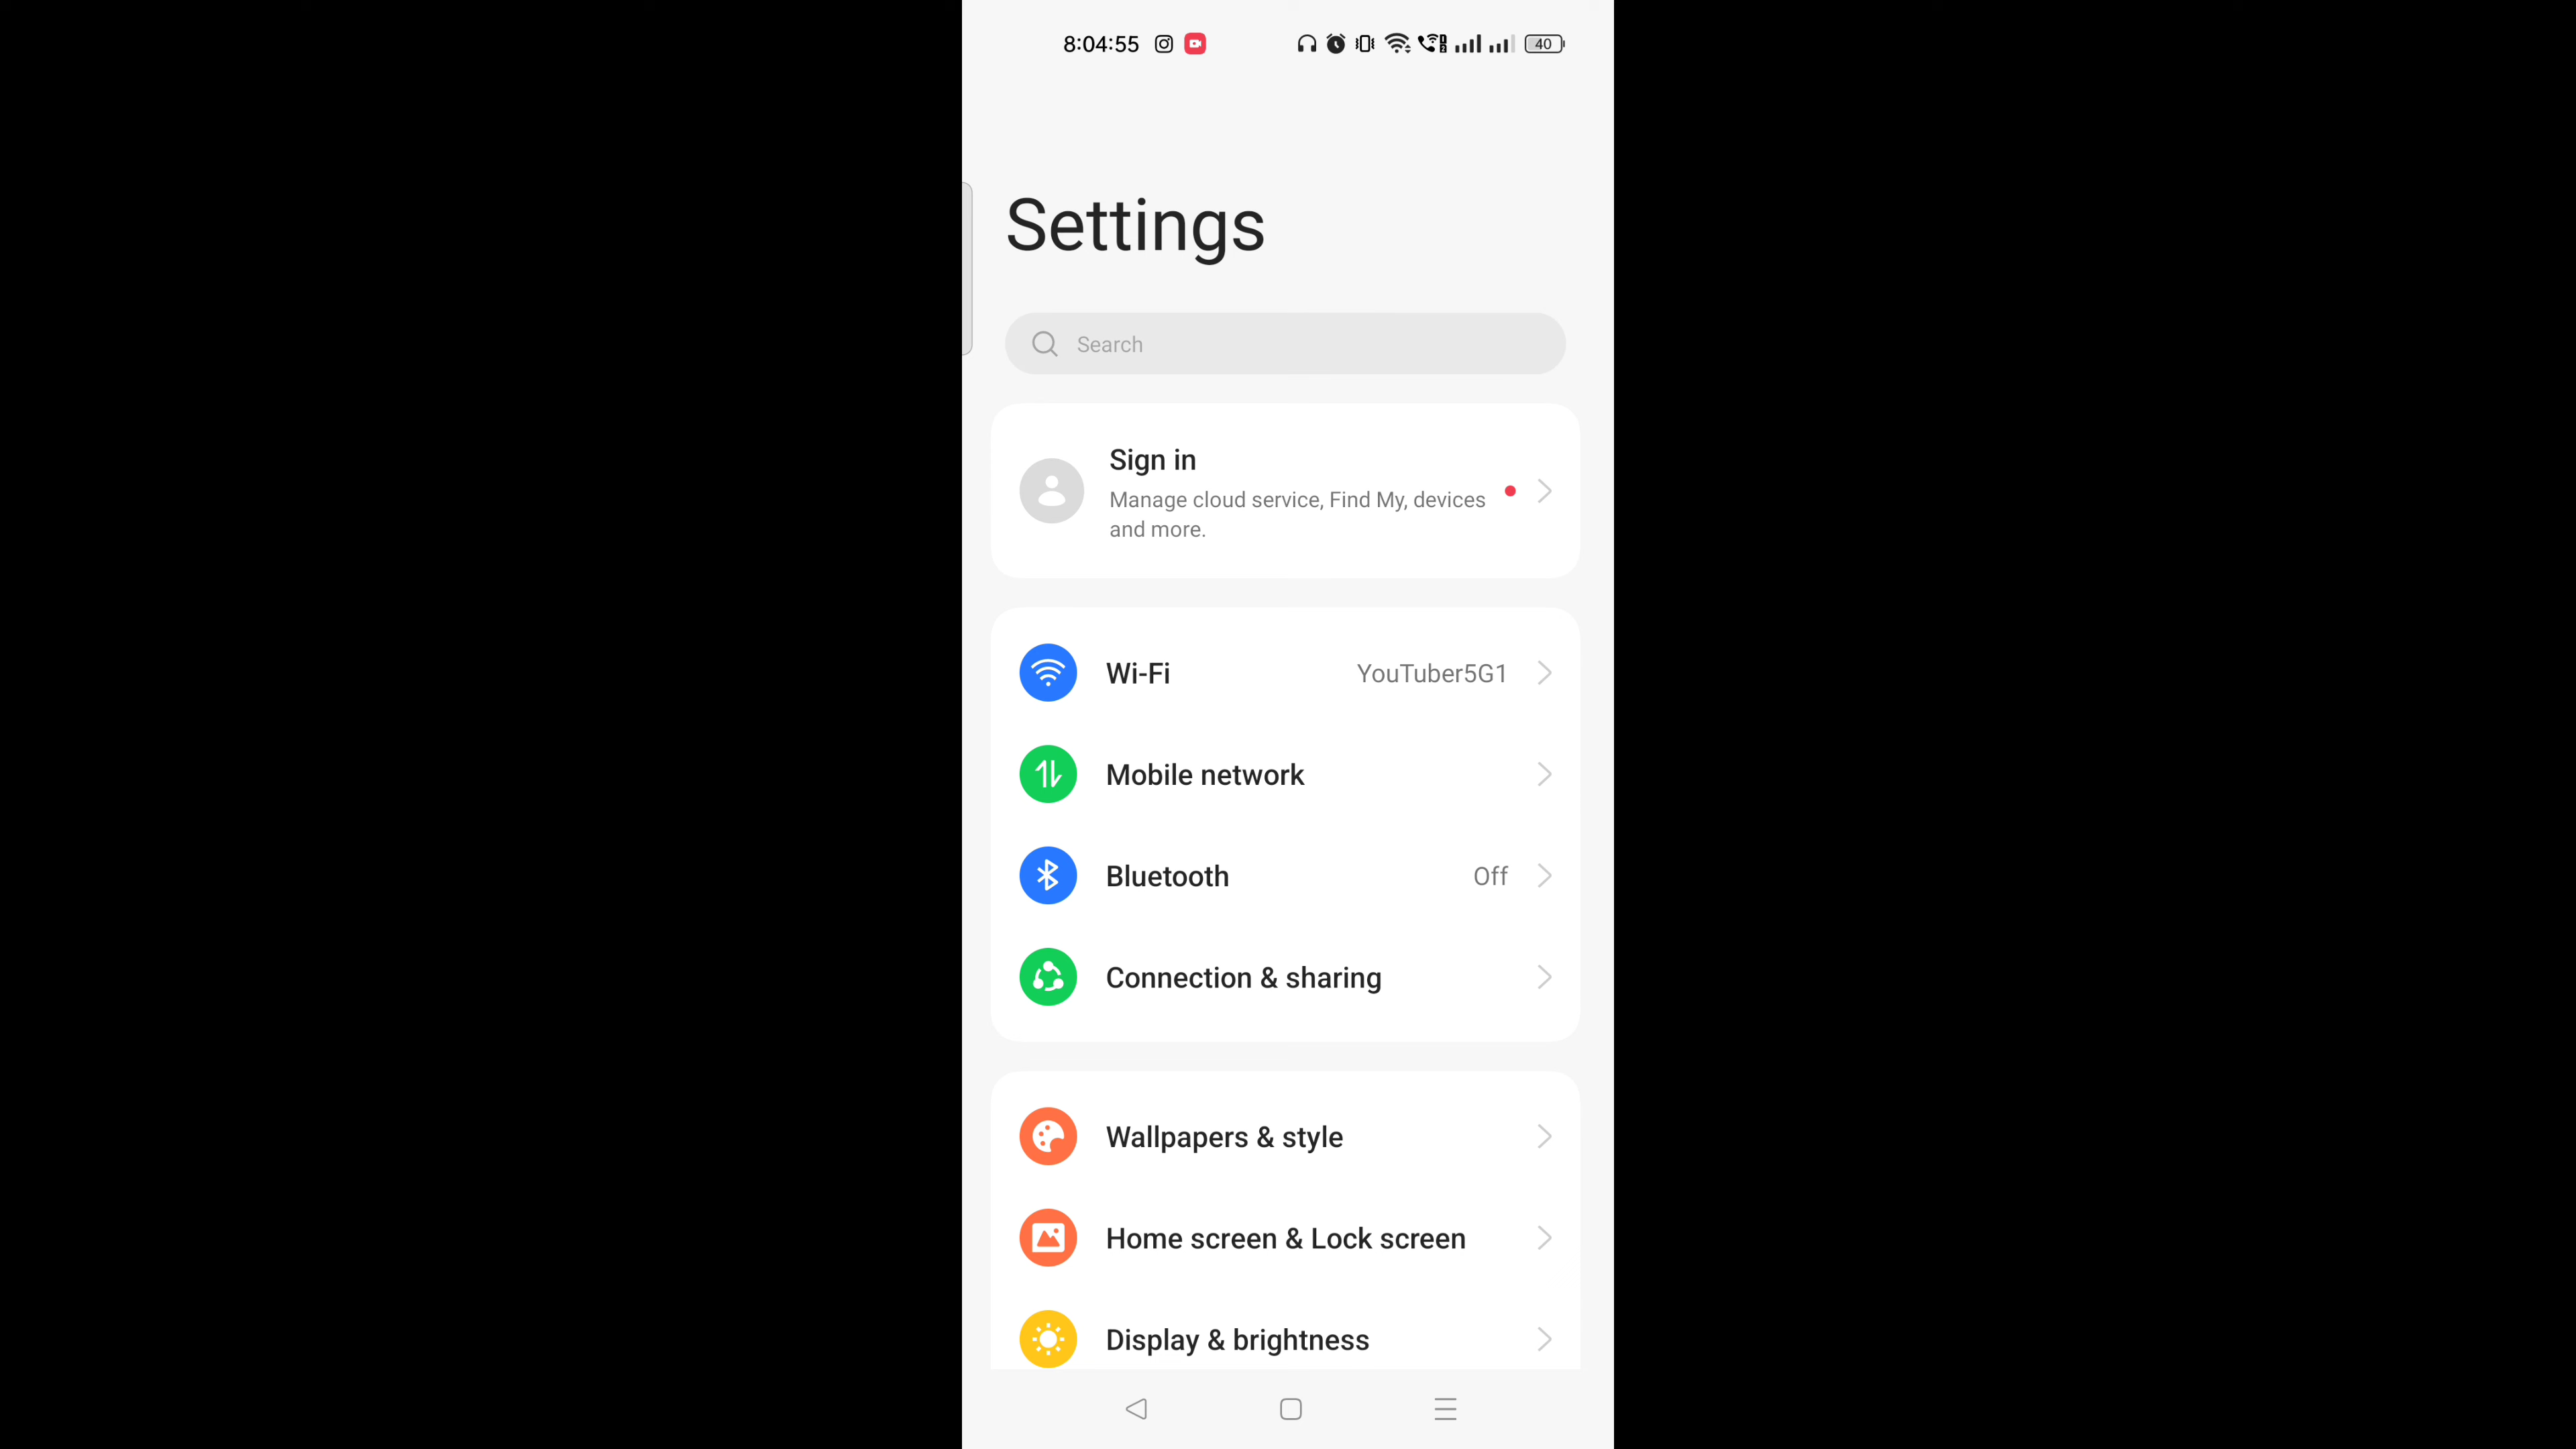 8:04:55
40
Settings
Search
Sign in
Manage cloud service, Find My, devices
and more.
Wi-Fi YouTuber5G1
Mobile network
Bluetooth Off
Connection & sharing
Wallpapers & style
Home screen & Lock screen
Display & brightness